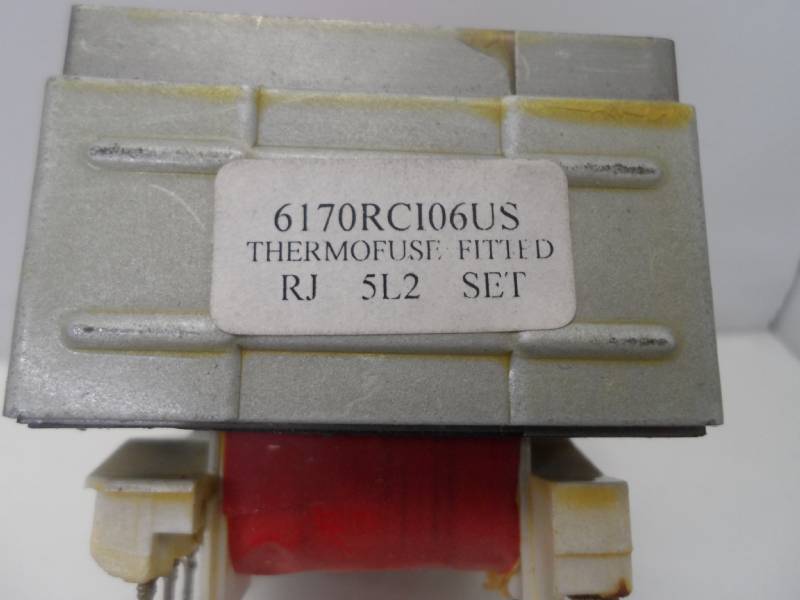 6170RCI06US
THERMOFUSE FITTED
RJ 5L2 SET